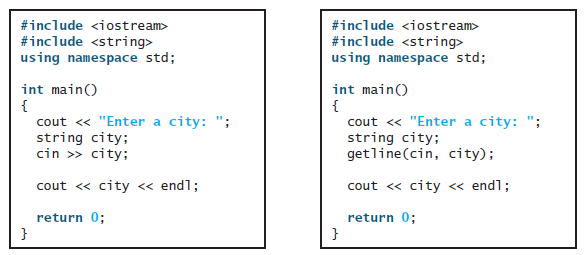 #include <iostream>
#include <string>
using namespace std;

int main()
{
  cout << "Enter a city: ";
  string city;
  cin >> city;

  cout << city << endl;

  return 0;
}

#include <iostream>
#include <string>
using namespace std;

int main()
{
  cout << "Enter a city: ";
  string city;
  getline(cin, city);

  cout << city << endl;

  return 0;
}